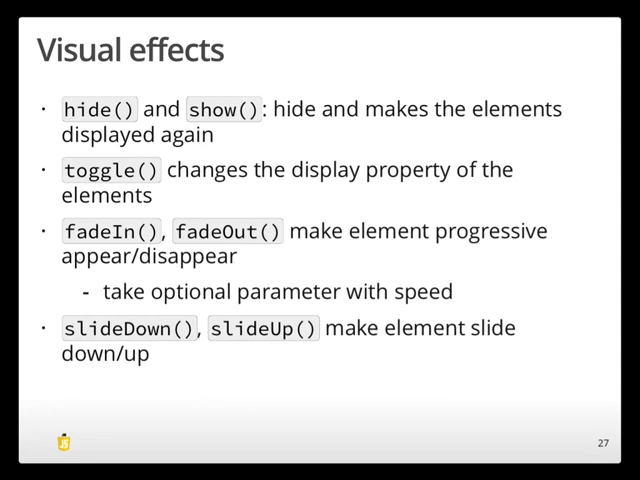 Visual effects
· hide() and show(): hide and makes the elements
displayed again
· toggle() changes the display property of the
elements
· fadeIn(), fadeOut() make element progressive
appear/disappear
- take optional parameter with speed
· slideDown(), slideUp() make element slide
down/up
JS
27